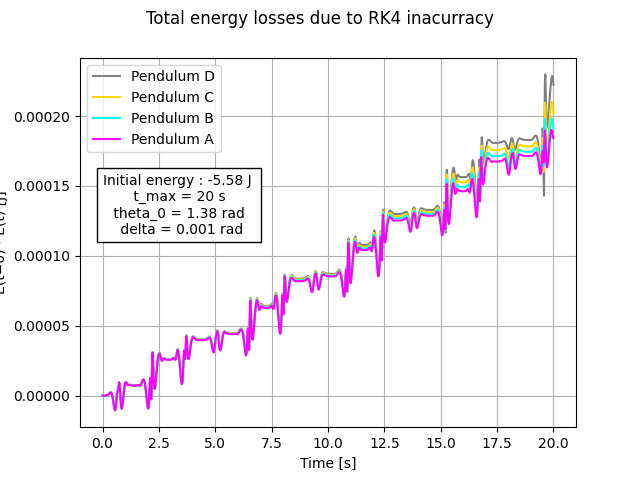 Total energy losses due to RK4 inacurracy
Pendulum D
Pendulum C
Pendulum B
Pendulum A
Initial energy : -5.58 J
t_max = 20 s
theta_0 = 1.38 rad
delta = 0.001 rad
0.00020
0.00015
0.00010
0.00005
0.00000
0.0 2.5 5.0 7.5 10.0 12.5 15.0 17.5 20.0
Time [s]